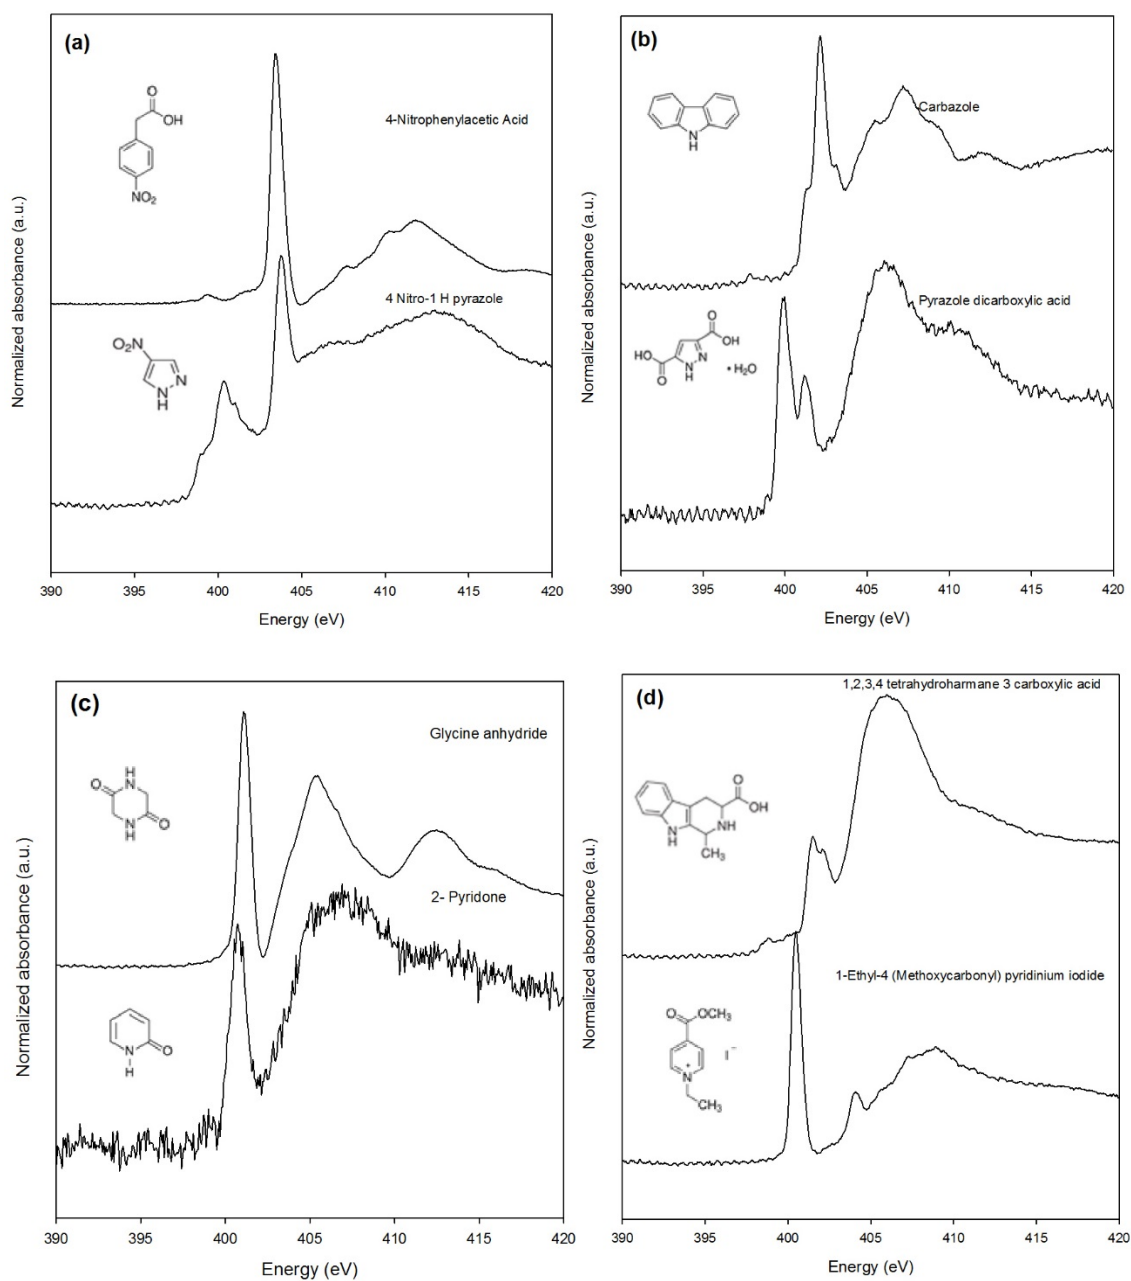 (a)
4-Nitrophenylacetic Acid
O
OH
NO₂
4 Nitro-1 H pyrazole
O₂N
N
N
H
Normalized absorbance (a.u.)
390 395 400 405 410 415 420
Energy (eV)
(b)
Carbazole
N
H
Pyrazole dicarboxylic acid
O
OH
HO
N
NH
O
• H₂O
Normalized absorbance (a.u.)
390 395 400 405 410 415 420
Energy (eV)
(c)
Glycine anhydride
H
N
O
O
N
H
2- Pyridone
N
O
H
Normalized absorbance (a.u.)
390 395 400 405 410 415 420
Energy (eV)
(d)
1,2,3,4 tetrahydroharmane 3 carboxylic acid
O
OH
NH
N
H
CH₃
1-Ethyl-4 (Methoxycarbonyl) pyridinium iodide
O
OCH₃
I⁻
N⁺
CH₃
Normalized absorbance (a.u.)
390 395 400 405 410 415 420
Energy (eV)